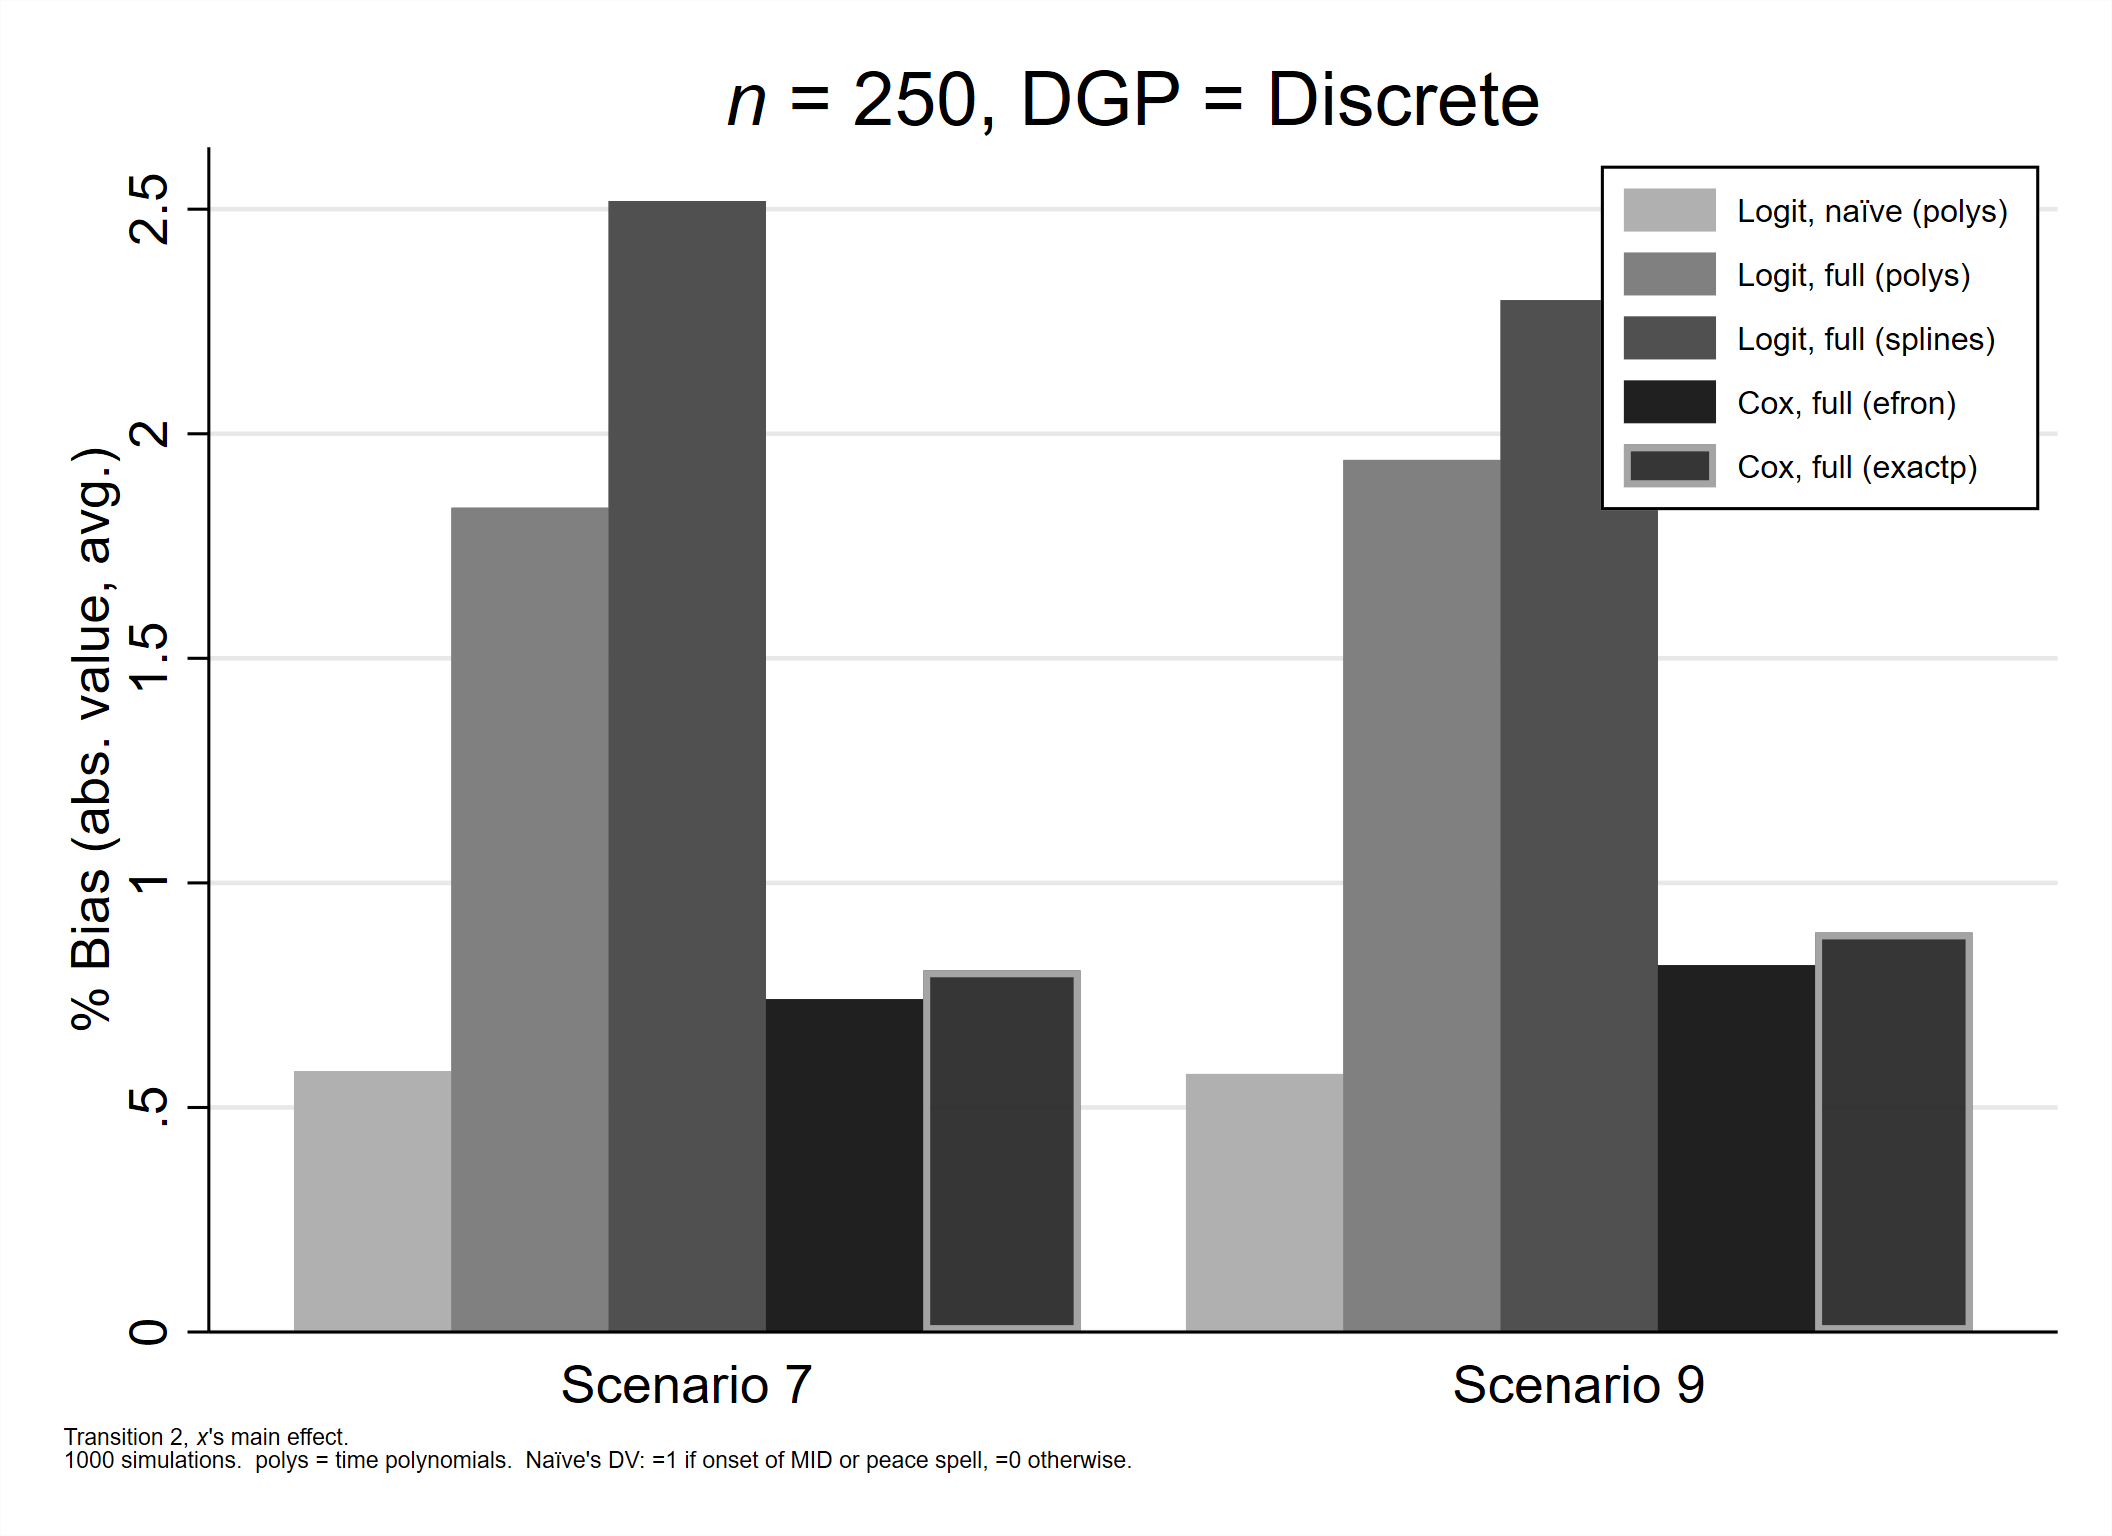 n = 250, DGP = Discrete
% Bias (abs. value, avg.)
2.5
2
1.5
1
.5
0
Logit, naïve (polys)
Logit, full (polys)
Logit, full (splines)
Cox, full (efron)
Cox, full (exactp)
Scenario 7
Scenario 9
Transition 2, x's main effect.
1000 simulations.  polys = time polynomials.  Naïve's DV: =1 if onset of MID or peace spell, =0 otherwise.